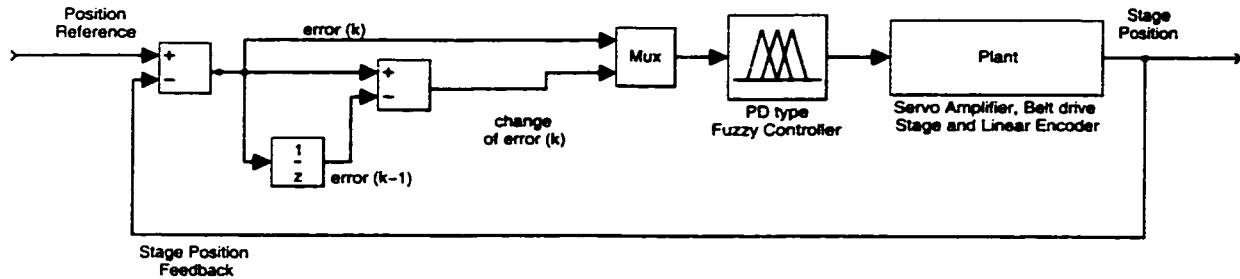 Position
Reference
+
−
error (k)
+
−
1
z
error (k−1)
change
of error (k)
Mux
PD type
Fuzzy Controller
Plant
Servo Amplifier, Belt drive
Stage and Linear Encoder
Stage
Position
Stage Position
Feedback